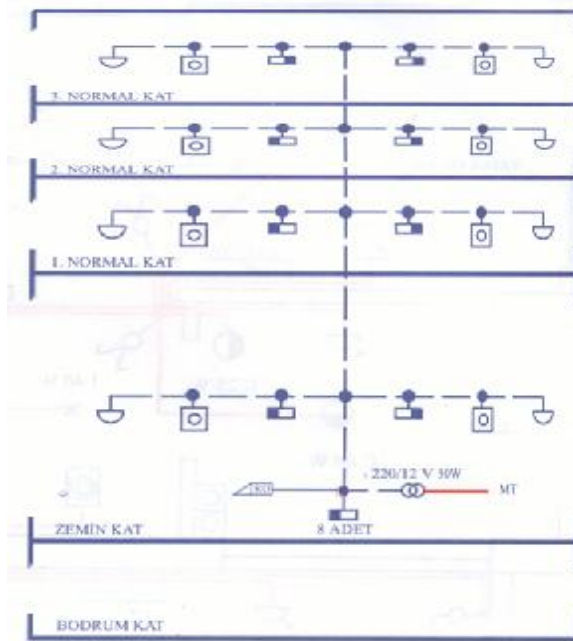 3. NORMAL KAT
2. NORMAL KAT
1. NORMAL KAT
220/12 V 30W
MT
ZEMİN KAT
8 ADET
BODRUM KAT